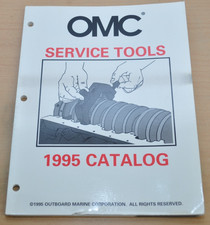 OMC®
SERVICE TOOLS
1995 CATALOG
©1995 OUTBOARD MARINE CORPORATION. ALL RIGHTS RESERVED